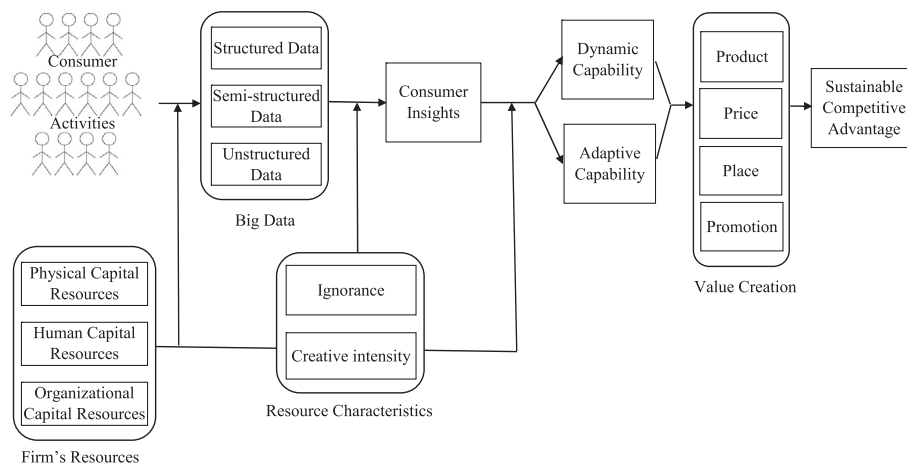 Consumer
Activities
Structured Data
Semi-structured
Data
Unstructured
Data
Big Data
Consumer
Insights
Dynamic
Capability
Adaptive
Capability
Product
Price
Place
Promotion
Value Creation
Sustainable
Competitive
Advantage
Physical Capital
Resources
Human Capital
Resources
Organizational
Capital Resources
Firm's Resources
Ignorance
Creative intensity
Resource Characteristics